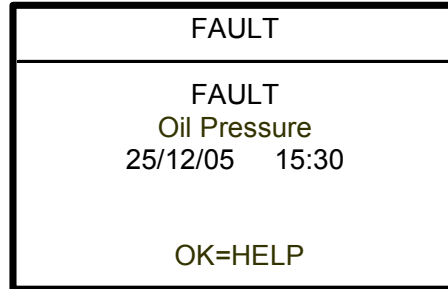 FAULT
FAULT
Oil Pressure
25/12/05 15:30
OK=HELP